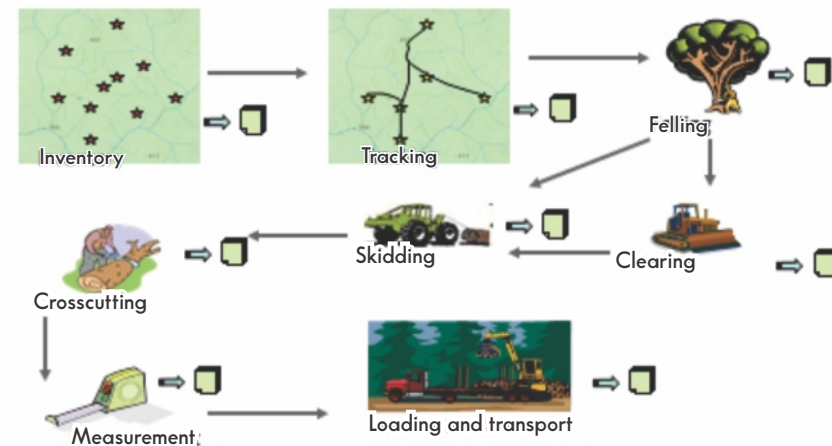 Inventory
Tracking
Felling
Skidding
Clearing
Crosscutting
Measurement
Loading and transport